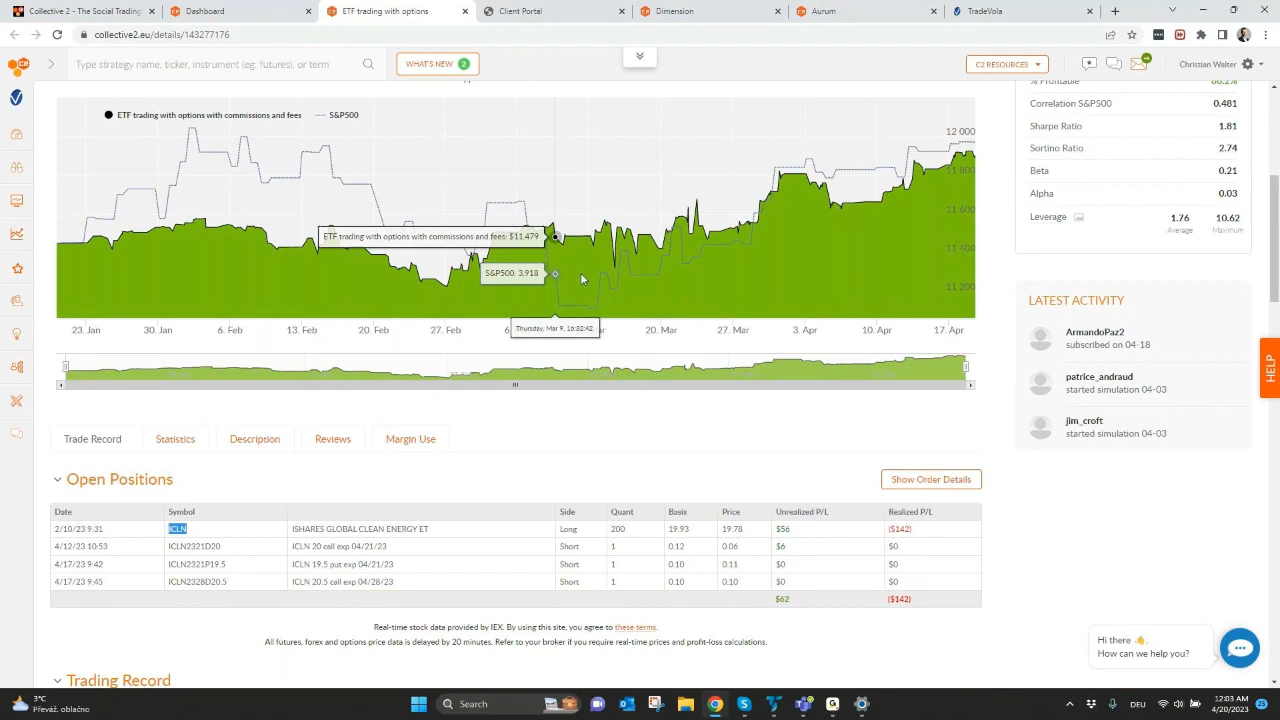 Collective 2 - The Social Trading
Dashboard
ETF trading with options
Client Portal
Dimension
Aurum
TradeVola
collective2.eu/details/143277176
Type strategy name, ticker, instrument (eg: futures), or term
WHAT'S NEW 2
C2 RESOURCES
Christian Walter
ETF trading with options with commissions and fees
S&P500
12 000
11 800
11 600
11 400
11 200
ETF trading with options with commissions and fees: $11,479
S&P500: 3,918
Thursday, Mar 9, 16:32:42
23. Jan
30. Jan
6. Feb
13. Feb
20. Feb
27. Feb
20. Mar
27. Mar
3. Apr
10. Apr
17. Apr
Correlation S&P500 0.481
Sharpe Ratio 1.81
Sortino Ratio 2.74
Beta 0.21
Alpha 0.03
Leverage 1.76 10.62
Average Maximum
LATEST ACTIVITY
ArmandoPaz2
subscribed on 04-18
patrice_andraud
started simulation 04-03
jim_croft
started simulation 04-03
HELP
Trade Record
Statistics
Description
Reviews
Margin Use
Open Positions
Show Order Details
Date Symbol Side Quant Basis Price Unrealized P/L Realized P/L
2/10/23 9:31 ICLN ISHARES GLOBAL CLEAN ENERGY ET Long 200 19.93 19.78 $56 ($142)
4/12/23 10:53 ICLN2321D20 ICLN 20 call exp 04/21/23 Short 1 0.12 0.06 $6 $0
4/17/23 9:42 ICLN2321P19.5 ICLN 19.5 put exp 04/21/23 Short 1 0.10 0.11 $0 $0
4/17/23 9:45 ICLN2328D20.5 ICLN 20.5 call exp 04/28/23 Short 1 0.10 0.10 $0 $0
$62 ($142)
Real-time stock data provided by IEX. By using this site, you agree to these terms.
All futures, forex and options price data is delayed by 20 minutes. Refer to your broker if you require real-time prices and profit-loss calculations.
Hi there 👋,
How can we help you?
Trading Record
3°C
Převáž. oblačno
Search
DEU
12:03 AM
4/20/2023